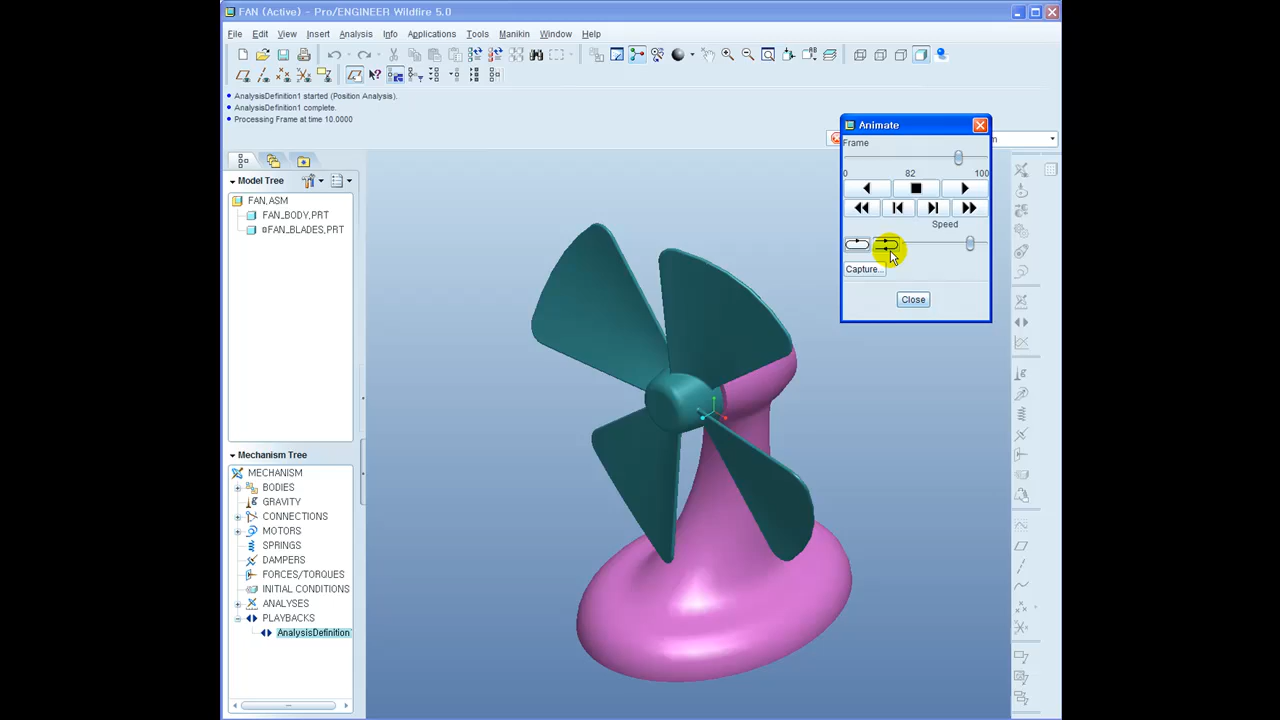 FAN (Active) - Pro/ENGINEER Wildfire 5.0
File Edit View Insert Analysis Info Applications Tools Manikin Window Help
AnalysisDefinition1 started (Position Analysis).
AnalysisDefinition1 complete.
Processing Frame at time 10.0000
Animate
Frame
0 82 100
Speed
Capture...
Close
Model Tree
FAN.ASM
FAN_BODY.PRT
FAN_BLADES.PRT
Mechanism Tree
MECHANISM
BODIES
GRAVITY
CONNECTIONS
MOTORS
SPRINGS
DAMPERS
FORCES/TORQUES
INITIAL CONDITIONS
ANALYSES
PLAYBACKS
AnalysisDefinition